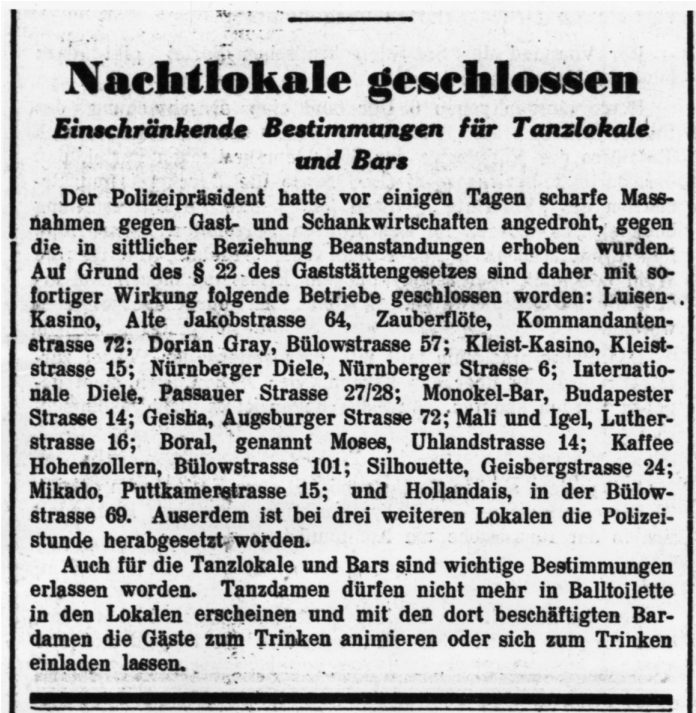 Nachtlokale geschlossen
Einschränkende Bestimmungen für Tanzlokale
und Bars
Der Polizeipräsident hatte vor einigen Tagen scharfe Mass-
nahmen gegen Gast- und Schankwirtschaften angedroht, gegen
die in sittlicher Beziehung Beanstandungen erhoben wurden.
Auf Grund des § 22 des Gaststättengesetzes sind daher mit so-
fortiger Wirkung folgende Betriebe geschlossen worden: Luisen-
Kasino, Alte Jakobstrasse 64, Zauberflöte, Kommandanten-
strasse 72; Dorian Gray, Bülowstrasse 57; Kleist-Kasino, Kleist-
strasse 15; Nürnberger Diele, Nürnberger Strasse 6; Internatio-
nale Diele, Passauer Strasse 27/28; Monokel-Bar, Budapester
Strasse 14; Geisha, Augsburger Strasse 72; Mali und Igel, Luther-
strasse 16; Boral, genannt Moses, Uhlandstrasse 14; Kaffee
Hohenzollern, Bülowstrasse 101; Silhouette, Geisbergstrasse 24;
Mikado, Puttkamerstrasse 15; und Hollandais, in der Bülow-
strasse 69. Auserdem ist bei drei weiteren Lokalen die Polizei-
stunde herabgesetzt worden.
Auch für die Tanzlokale und Bars sind wichtige Bestimmungen
erlassen worden. Tanzdamen dürfen nicht mehr in Balltoilette
in den Lokalen erscheinen und mit den dort beschäftigten Bar-
damen die Gäste zum Trinken animieren oder sich zum Trinken
einladen lassen.